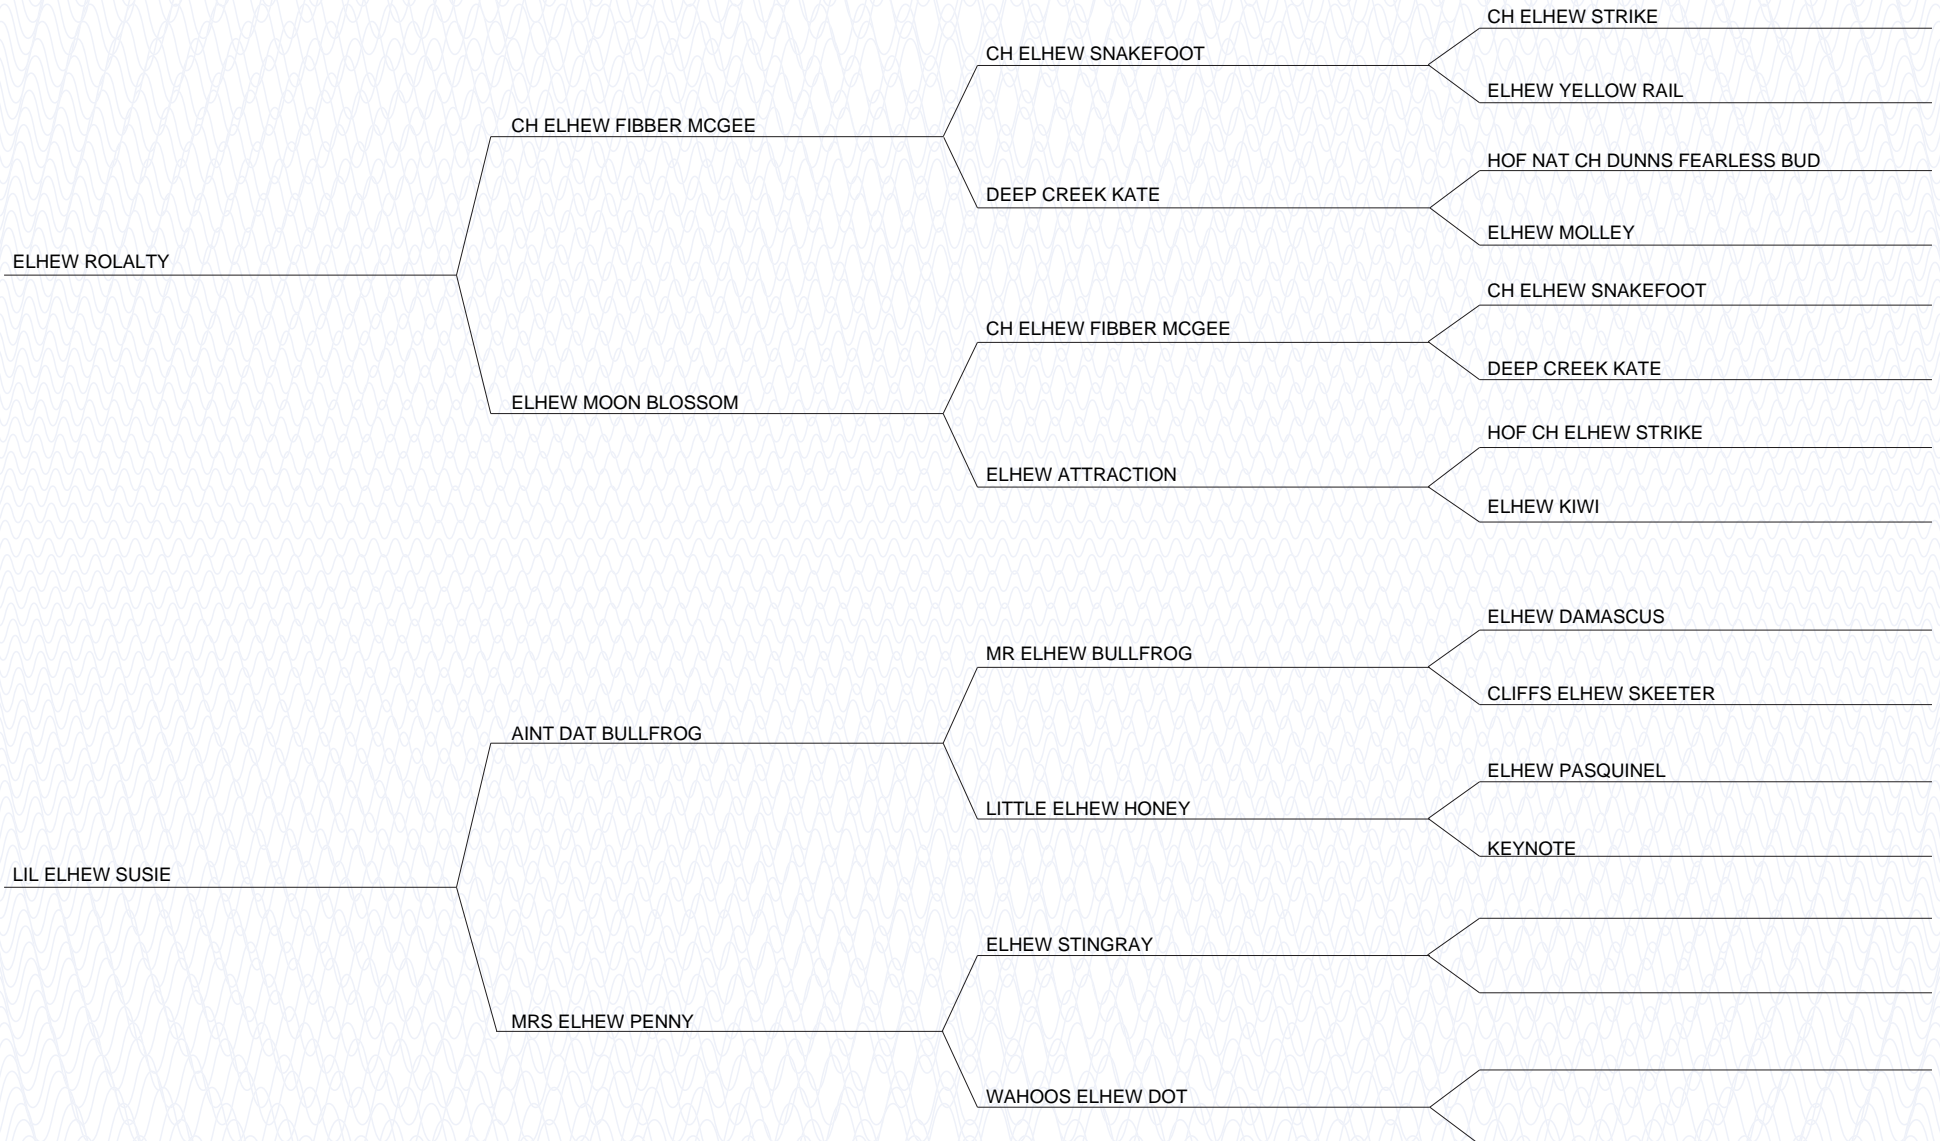 CH ELHEW STRIKE
CH ELHEW SNAKEFOOT
ELHEW YELLOW RAIL
CH ELHEW FIBBER MCGEE
HOF NAT CH DUNNS FEARLESS BUD
DEEP CREEK KATE
ELHEW MOLLEY
ELHEW ROLALTY
CH ELHEW SNAKEFOOT
CH ELHEW FIBBER MCGEE
DEEP CREEK KATE
ELHEW MOON BLOSSOM
HOF CH ELHEW STRIKE
ELHEW ATTRACTION
ELHEW KIWI
ELHEW DAMASCUS
MR ELHEW BULLFROG
CLIFFS ELHEW SKEETER
AINT DAT BULLFROG
ELHEW PASQUINEL
LITTLE ELHEW HONEY
KEYNOTE
LIL ELHEW SUSIE
ELHEW STINGRAY
MRS ELHEW PENNY
WAHOOS ELHEW DOT